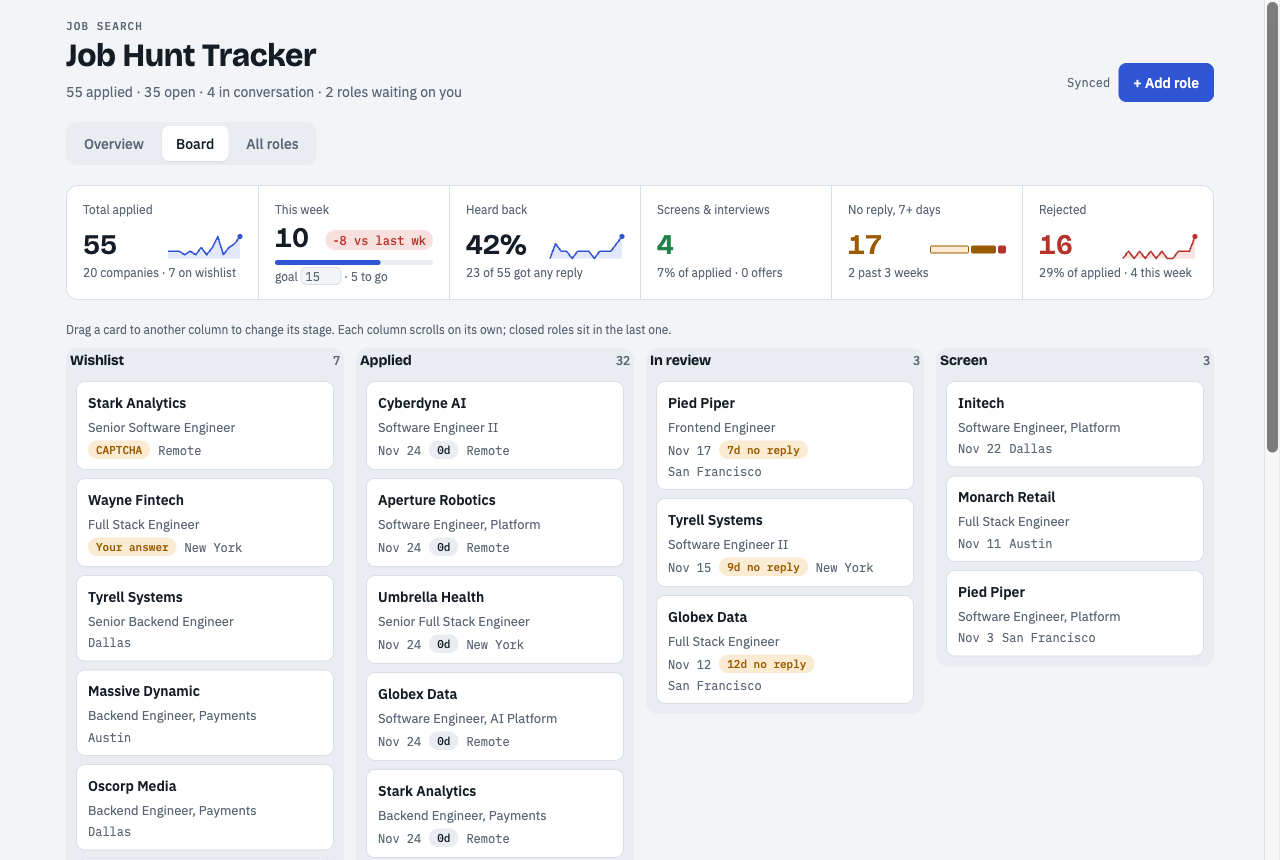 JOB SEARCH
Job Hunt Tracker
55 applied · 35 open · 4 in conversation · 2 roles waiting on you
Synced
+ Add role
Overview
Board
All roles
Total applied
55
20 companies · 7 on wishlist
This week
10
-8 vs last wk
goal 15 · 5 to go
Heard back
42%
23 of 55 got any reply
Screens & interviews
4
7% of applied · 0 offers
No reply, 7+ days
17
2 past 3 weeks
Rejected
16
29% of applied · 4 this week
Drag a card to another column to change its stage. Each column scrolls on its own; closed roles sit in the last one.
Wishlist 7
Stark Analytics
Senior Software Engineer
CAPTCHA Remote
Wayne Fintech
Full Stack Engineer
Your answer New York
Tyrell Systems
Senior Backend Engineer
Dallas
Massive Dynamic
Backend Engineer, Payments
Austin
Oscorp Media
Backend Engineer, Payments
Dallas
Applied 32
Cyberdyne AI
Software Engineer II
Nov 24 0d Remote
Aperture Robotics
Software Engineer, Platform
Nov 24 0d Remote
Umbrella Health
Senior Full Stack Engineer
Nov 24 0d New York
Globex Data
Software Engineer, AI Platform
Nov 24 0d Remote
Stark Analytics
Backend Engineer, Payments
Nov 24 0d Remote
In review 3
Pied Piper
Frontend Engineer
Nov 17 7d no reply
San Francisco
Tyrell Systems
Software Engineer II
Nov 15 9d no reply New York
Globex Data
Full Stack Engineer
Nov 12 12d no reply
San Francisco
Screen 3
Initech
Software Engineer, Platform
Nov 22 Dallas
Monarch Retail
Full Stack Engineer
Nov 11 Austin
Pied Piper
Software Engineer, Platform
Nov 3 San Francisco